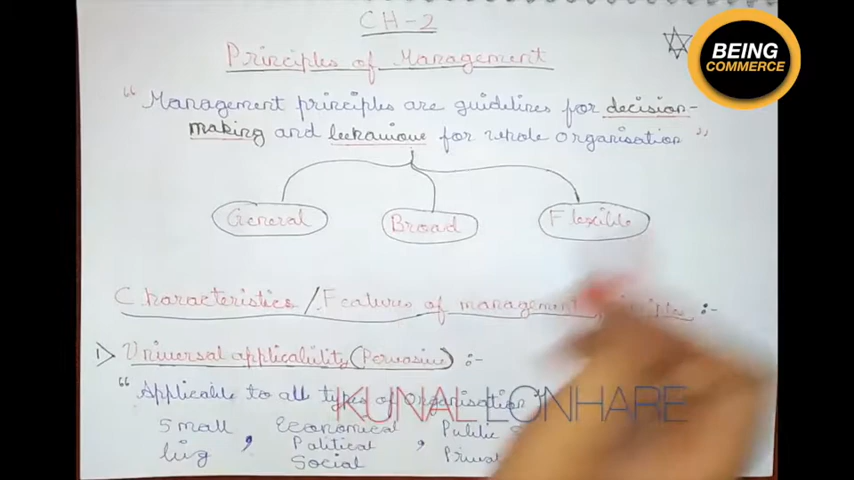 CH-2
Principles of Management
BEING
COMMERCE
"Management principles are guidelines for decision-
making and behaviour for whole organisation"
General Broad Flexible
Characteristics / Features of management :-
1) Universal applicability (Pervasive) :-
"Applicable to all types of organisation"
KUNAL LONHARE
Small Economical Public
big , Political ,
Social